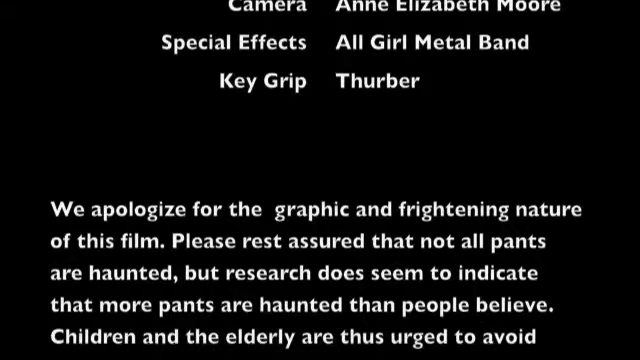 Camera Anne Elizabeth Moore
Special Effects All Girl Metal Band
Key Grip Thurber
We apologize for the graphic and frightening nature
of this film. Please rest assured that not all pants
are haunted, but research does seem to indicate
that more pants are haunted than people believe.
Children and the elderly are thus urged to avoid